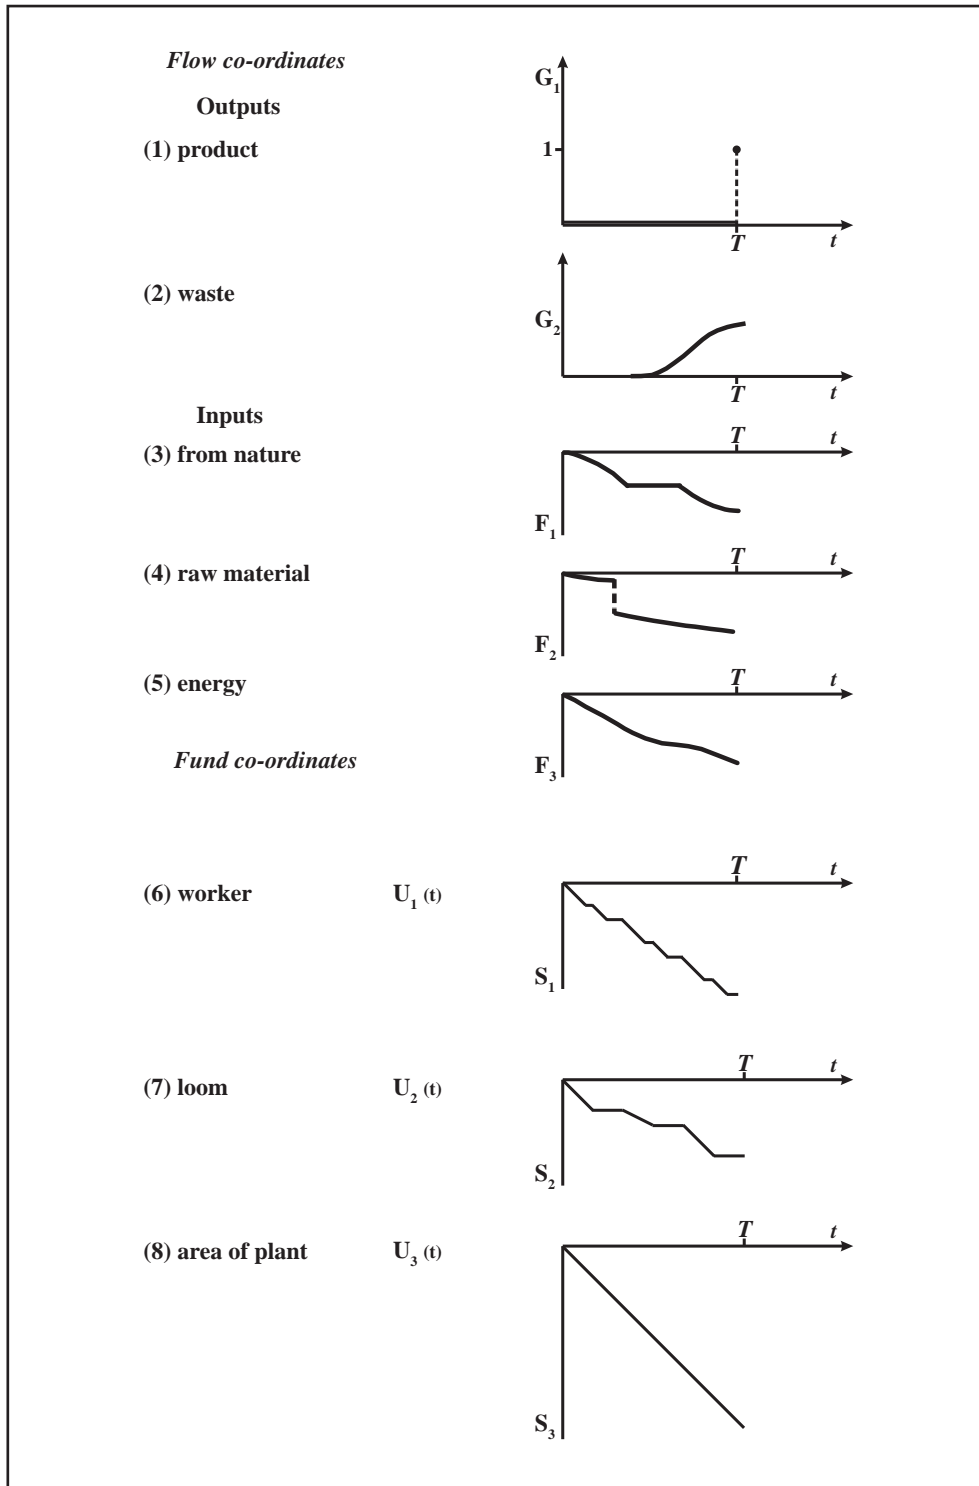 Flow co-ordinates
G1
Outputs
(1) product
1
T t
(2) waste
G2
T t
Inputs
T t
(3) from nature
F1
T t
(4) raw material
F2
T t
(5) energy
Fund co-ordinates
F3
T t
(6) worker U1 (t)
S1
T t
(7) loom U2 (t)
S2
T t
(8) area of plant U3 (t)
S3